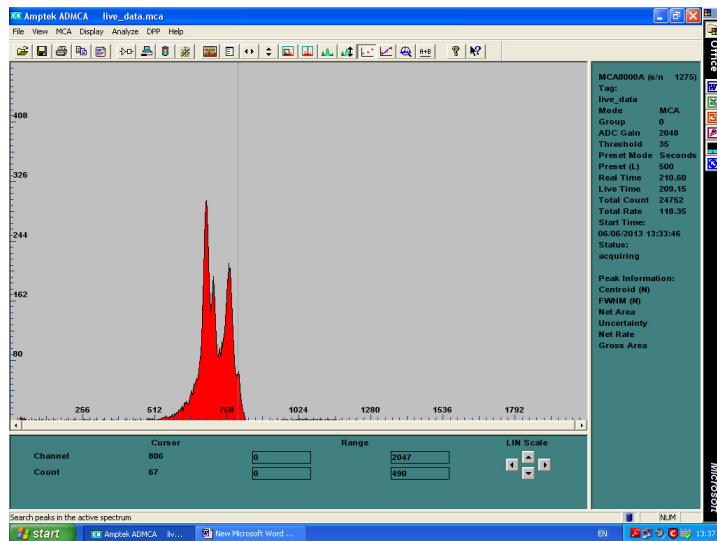 Amptek ADMCA live_data.mca
File View MCA Display Analyze DPP Help
A+B
Office
408
326
244
162
80
256 512 768 1024 1280 1536 1792
MCA8000A (s/n 1275)
Tag:
live_data
Mode MCA
Group 0
ADC Gain 2048
Threshold 35
Preset Mode Seconds
Preset (L) 500
Real Time 210.60
Live Time 209.15
Total Count 24752
Total Rate 118.35
Start Time:
06/06/2013 13:33:46
Status:
acquiring
Peak Information:
Centroid (N)
FWHM (N)
Net Area
Uncertainty
Net Rate
Gross Area
Cursor Range LIN Scale
Channel 806 0 2047
Count 67 0 490
Microsoft
Search peaks in the active spectrum NUM
start Amptek ADMCA liv... New Microsoft Word ... EN 13:37